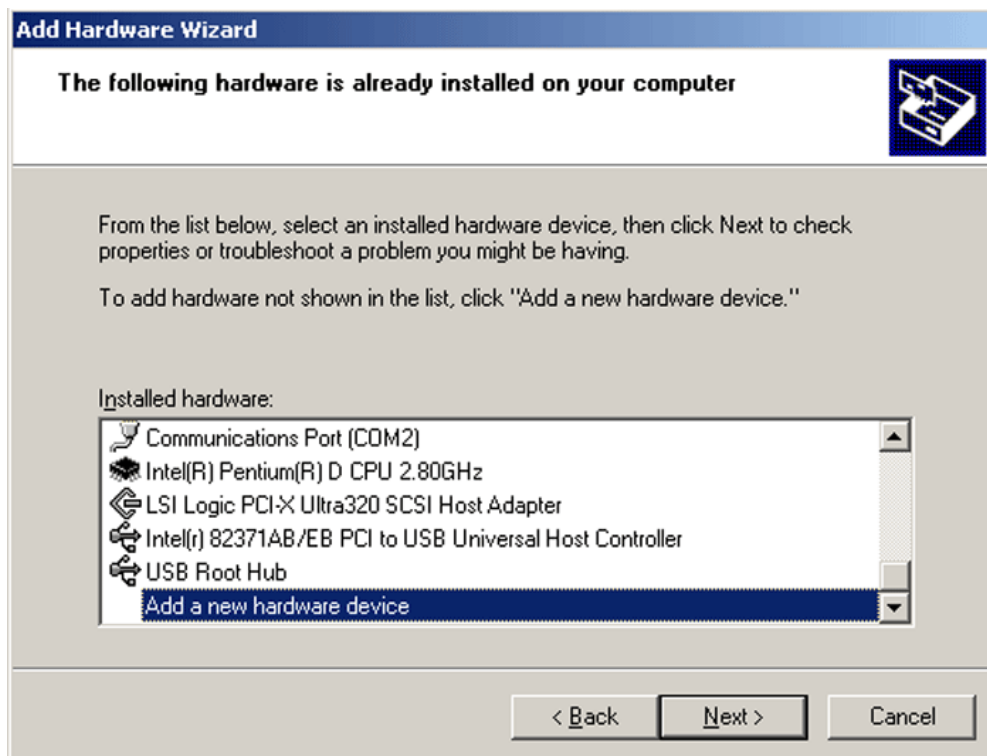 Add Hardware Wizard
The following hardware is already installed on your computer
From the list below, select an installed hardware device, then click Next to check
properties or troubleshoot a problem you might be having.
To add hardware not shown in the list, click "Add a new hardware device."
Installed hardware:
Communications Port (COM2)
Intel(R) Pentium(R) D CPU 2.80GHz
LSI Logic PCI-X Ultra320 SCSI Host Adapter
Intel(r) 82371AB/EB PCI to USB Universal Host Controller
USB Root Hub
Add a new hardware device
< Back
Next >
Cancel